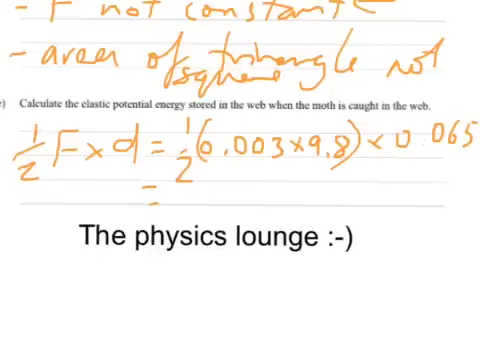 - F not constant
- area of triangle not
square
e) Calculate the elastic potential energy stored in the web when the moth is caught in the web.
1/2 F x d = 1/2 (0.003 x 9.8) x 0.065
=
The physics lounge :-)